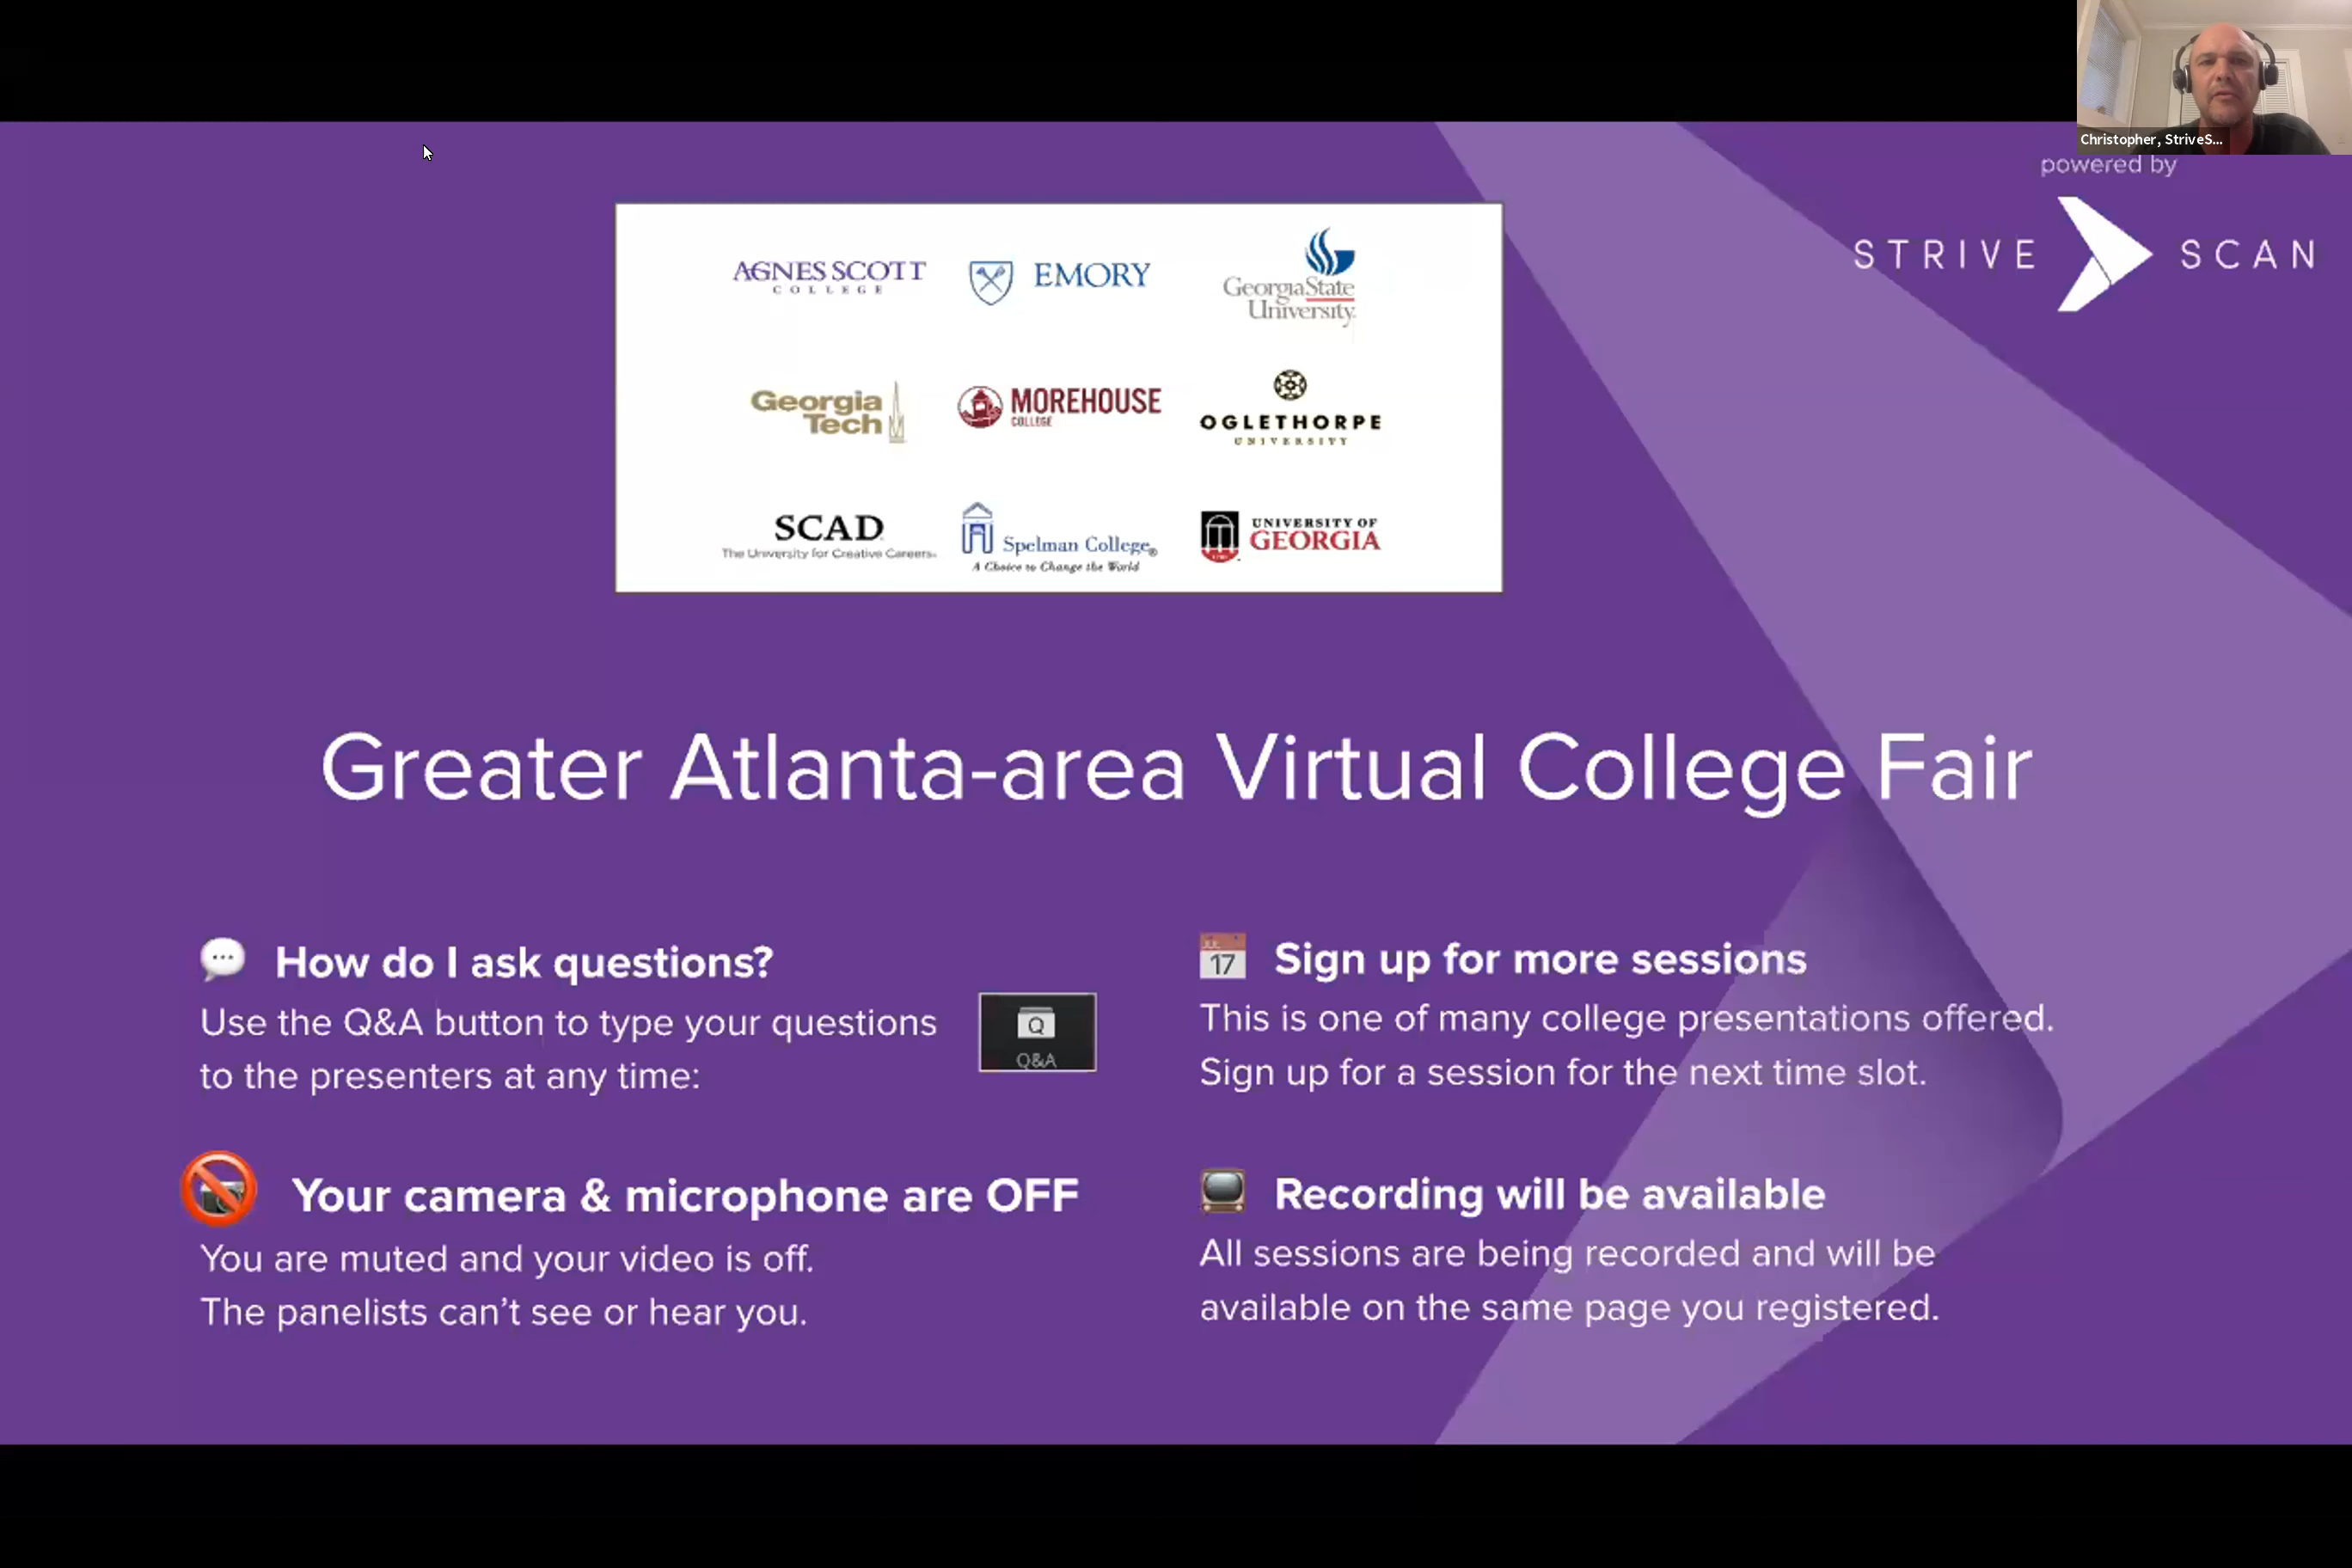 Christopher, StriveS...
powered by
STRIVE SCAN
AGNES SCOTT
COLLEGE
EMORY
GeorgiaState
University
Georgia
Tech
MOREHOUSE
COLLEGE
OGLETHORPE
UNIVERSITY
SCAD
The University for Creative Careers
Spelman College®
A Choice to Change the World
UNIVERSITY OF
GEORGIA
Greater Atlanta-area Virtual College Fair
How do I ask questions?
Use the Q&A button to type your questions
to the presenters at any time:
Q
Q&A
JUL
17
Sign up for more sessions
This is one of many college presentations offered.
Sign up for a session for the next time slot.
Your camera & microphone are OFF
You are muted and your video is off.
The panelists can’t see or hear you.
Recording will be available
All sessions are being recorded and will be
available on the same page you registered.